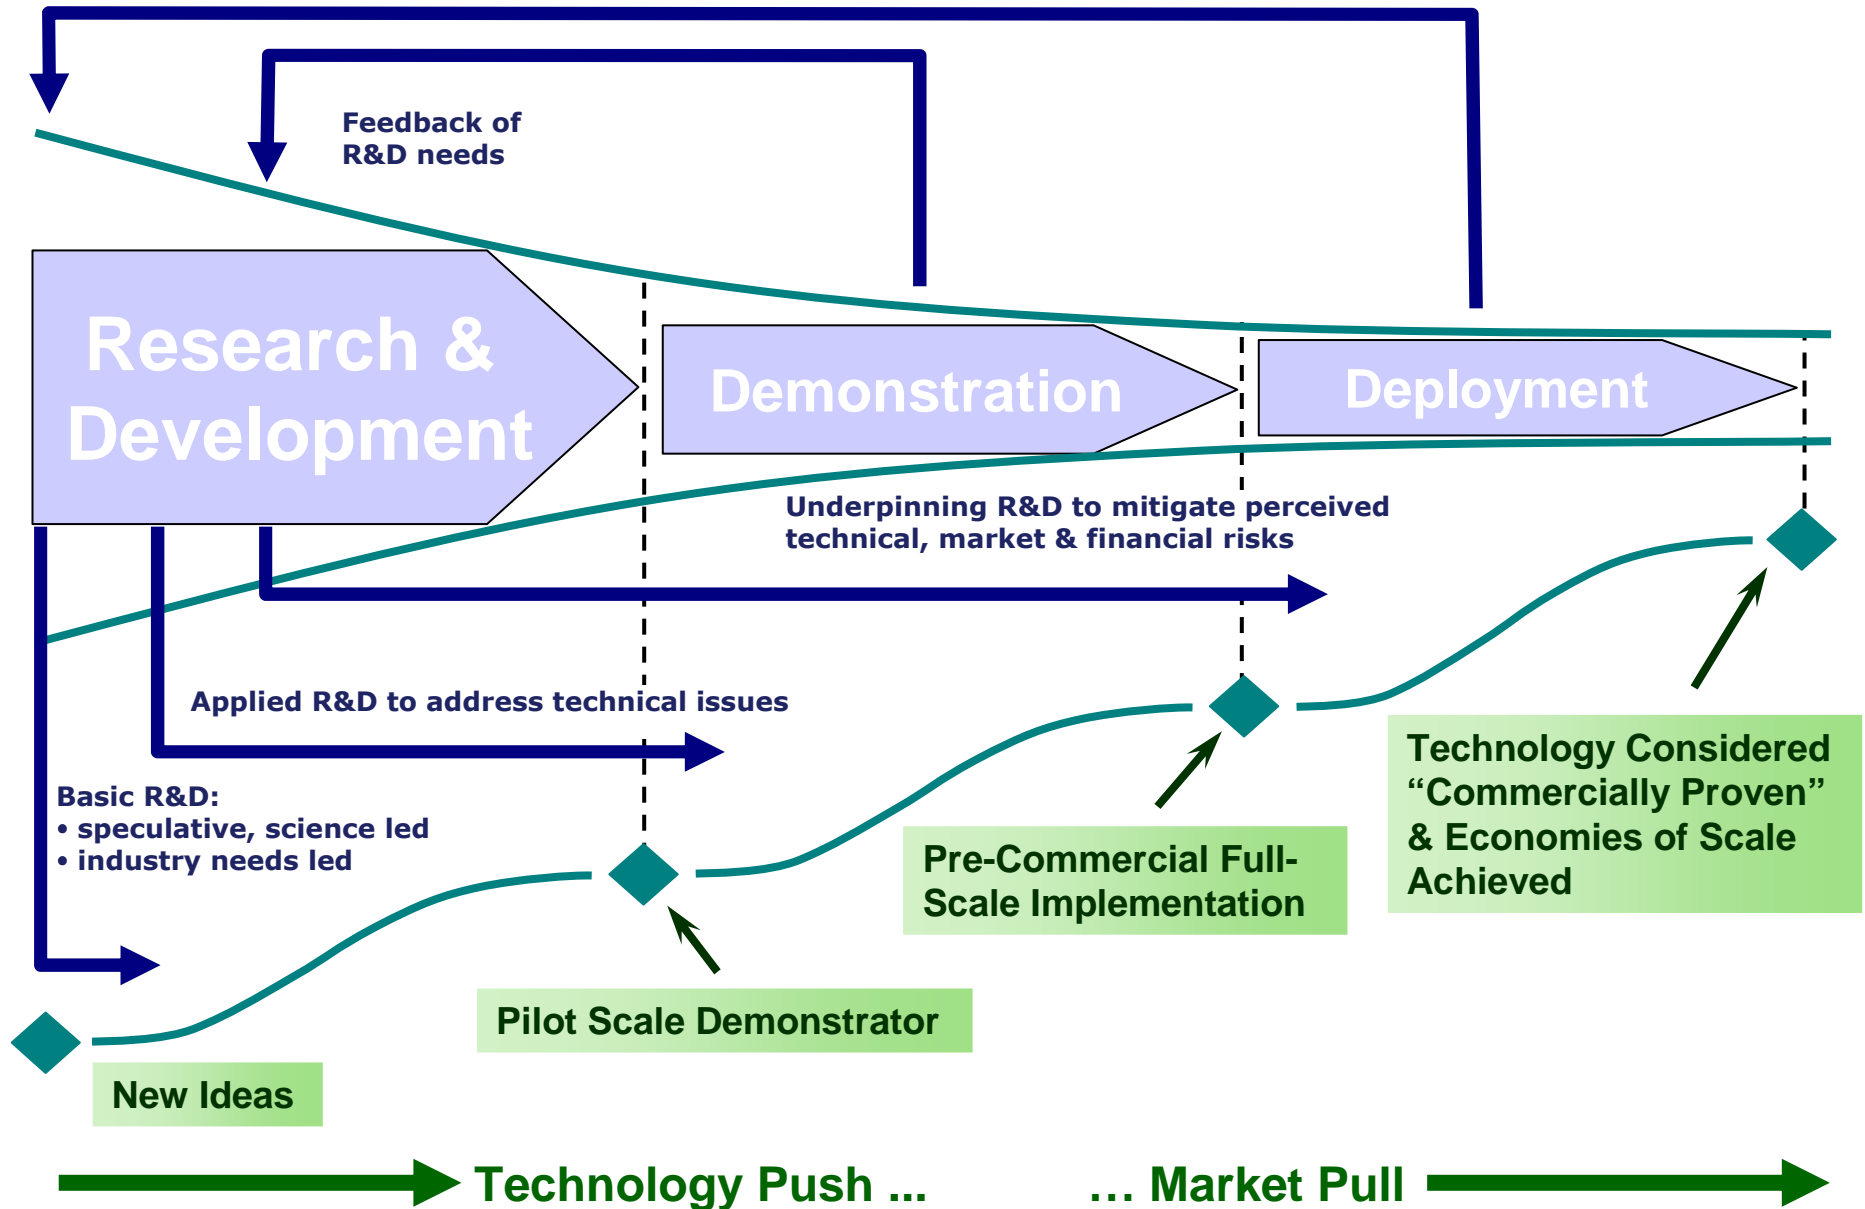 Feedback of
R&D needs
Research &
Development
Demonstration
Deployment
Underpinning R&D to mitigate perceived
technical, market & financial risks
Applied R&D to address technical issues
Basic R&D:
• speculative, science led
• industry needs led
Technology Considered
“Commercially Proven”
& Economies of Scale
Achieved
Pre-Commercial Full-
Scale Implementation
Pilot Scale Demonstrator
New Ideas
Technology Push ...
... Market Pull